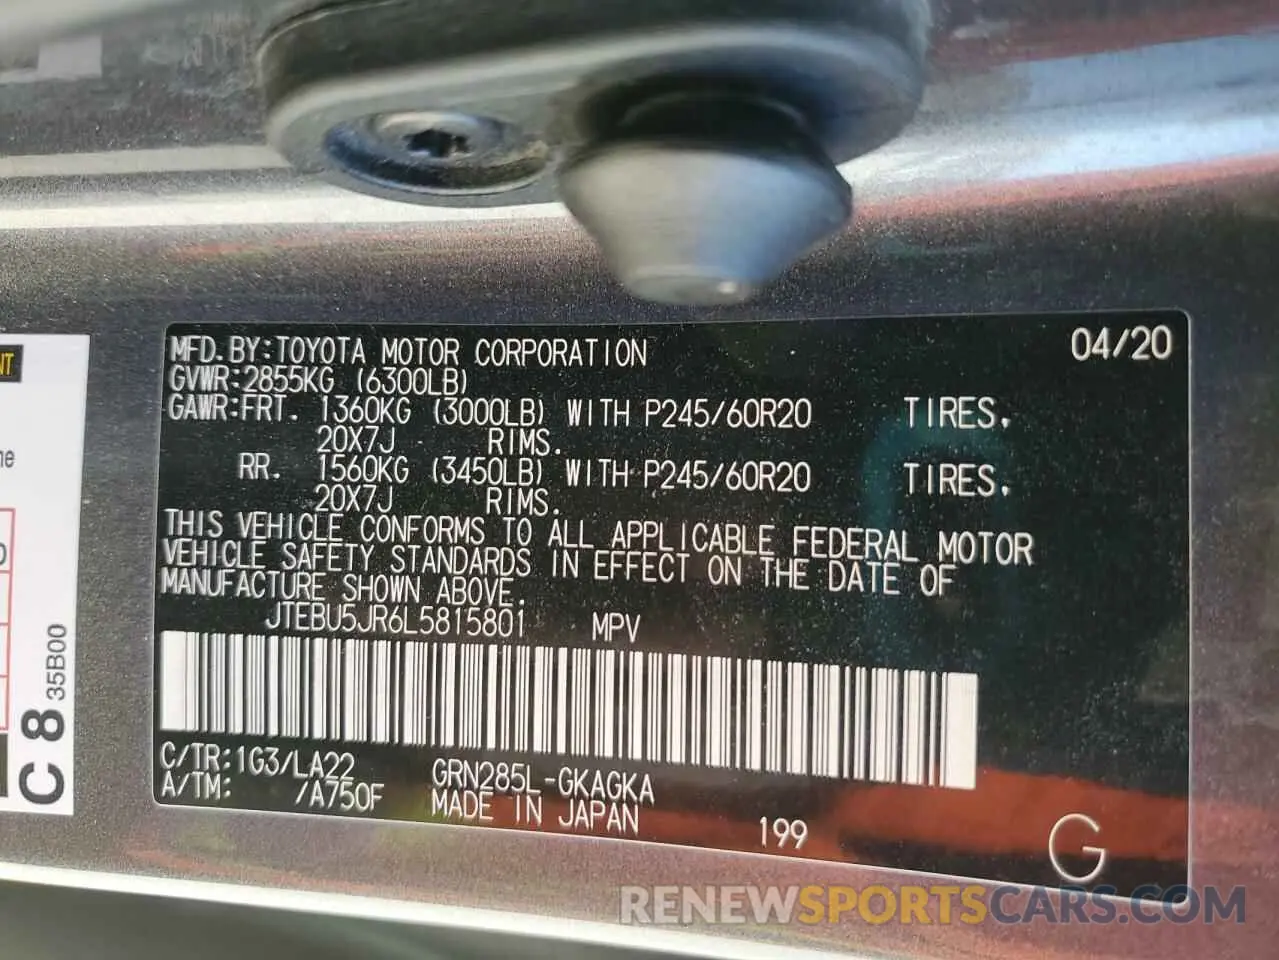 MFD.BY:TOYOTA MOTOR CORPORATION 04/20
GVWR:2855KG (6300LB)
GAWR:FRT. 1360KG (3000LB) WITH P245/60R20 TIRES.
20X7J RIMS.
RR. 1560KG (3450LB) WITH P245/60R20 TIRES.
20X7J RIMS.
THIS VEHICLE CONFORMS TO ALL APPLICABLE FEDERAL MOTOR
VEHICLE SAFETY STANDARDS IN EFFECT ON THE DATE OF
MANUFACTURE SHOWN ABOVE.
JTEBU5JR6L5815801 MPV
C/TR:1G3/LA22 GRN285L-GKAGKA
A/TM: /A750F MADE IN JAPAN
199
G
C 8 35B00
RENEWSPORTSCARS.COM